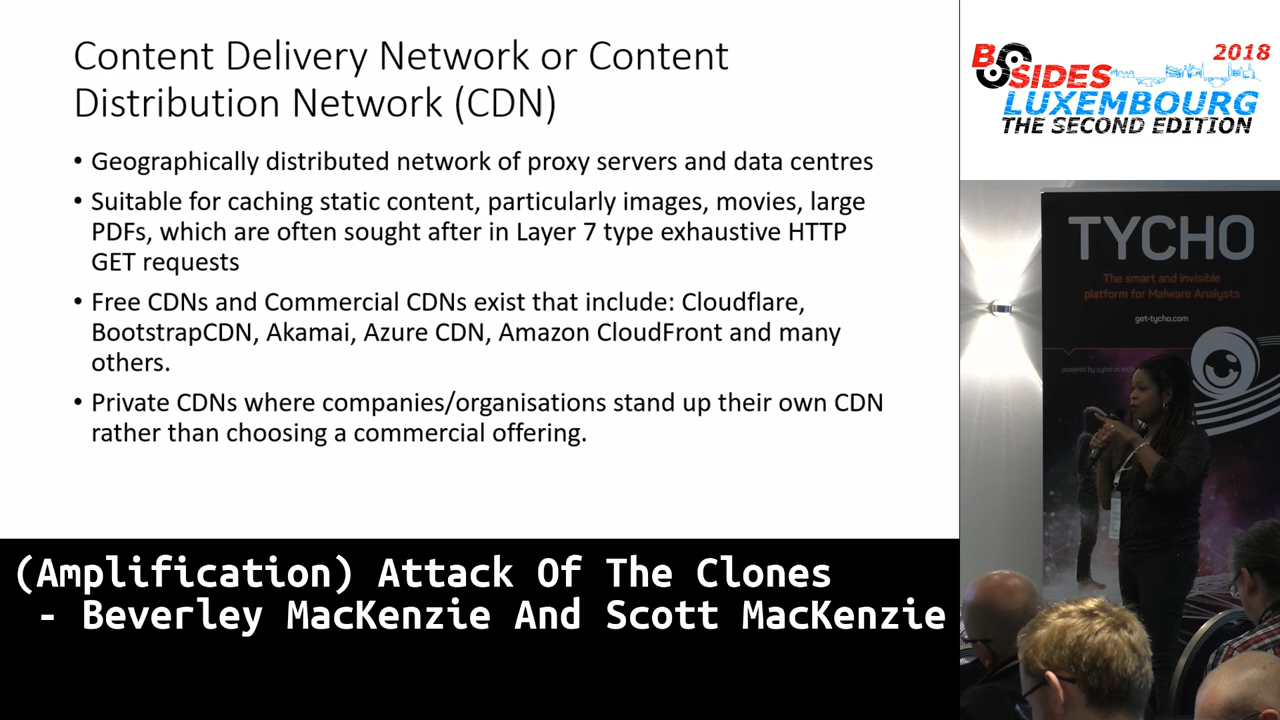 Content Delivery Network or Content
Distribution Network (CDN)
• Geographically distributed network of proxy servers and data centres
• Suitable for caching static content, particularly images, movies, large
PDFs, which are often sought after in Layer 7 type exhaustive HTTP
GET requests
• Free CDNs and Commercial CDNs exist that include: Cloudflare,
BootstrapCDN, Akamai, Azure CDN, Amazon CloudFront and many
others.
• Private CDNs where companies/organisations stand up their own CDN
rather than choosing a commercial offering.
2018
BSIDES
LUXEMBOURG
THE SECOND EDITION
TYCHO
The smart and invisible
platform for Malware Analysts
get-tycho.com
powered by
(Amplification) Attack Of The Clones
- Beverley MacKenzie And Scott MacKenzie